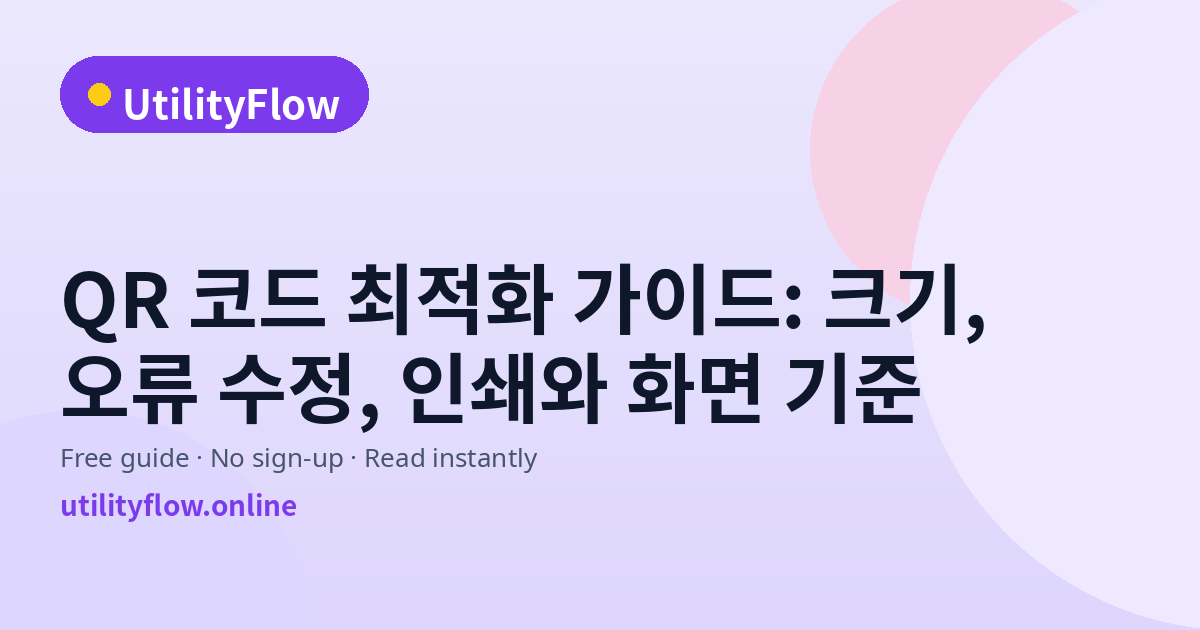 UtilityFlow
QR 코드 최적화 가이드: 크기,
오류 수정, 인쇄와 화면 기준
Free guide · No sign-up · Read instantly
utilityflow.online